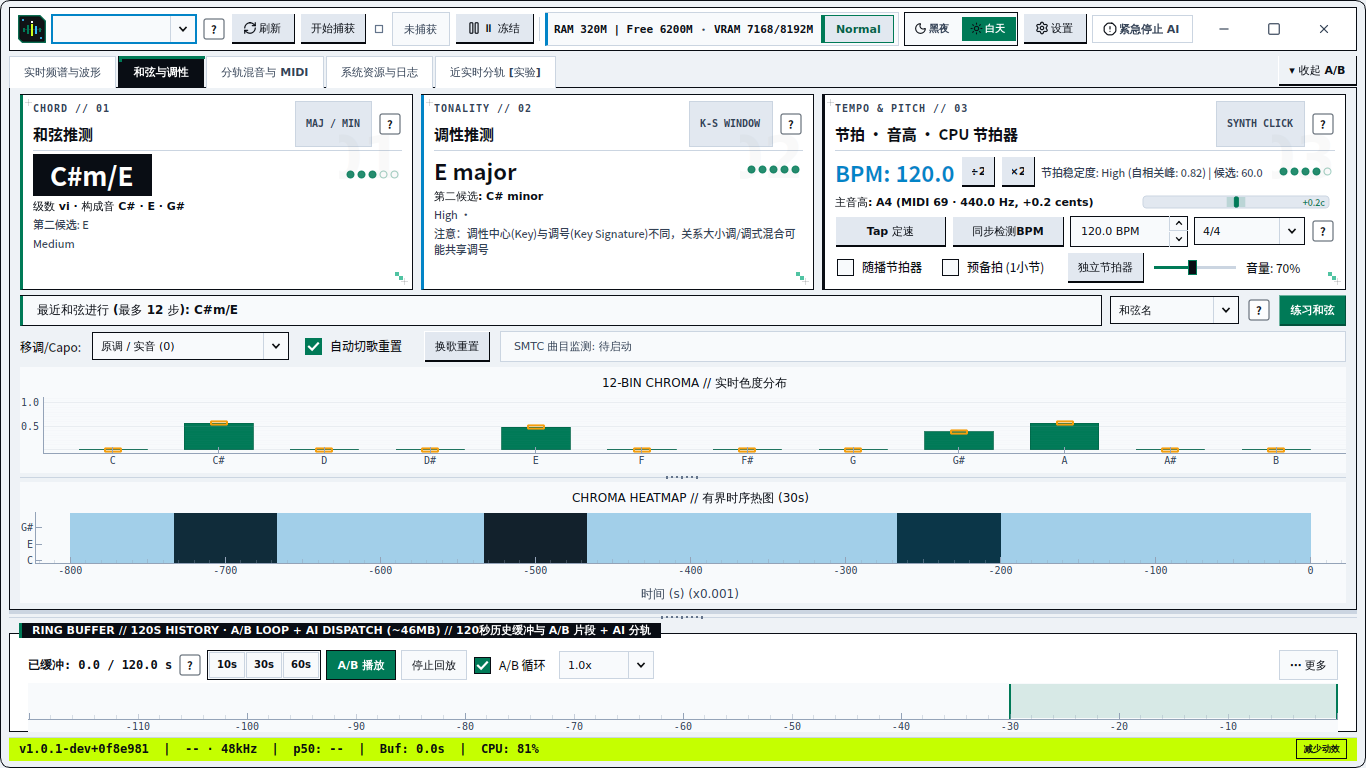 ? 刷新 开始捕获 未捕获 冻结 RAM 320M | Free 6200M · VRAM 7168/8192M Normal 黑夜 白天 设置 紧急停止 AI
实时频谱与波形 和弦与调性 分轨混音与 MIDI 系统资源与日志 近实时分轨 [实验] ▾ 收起 A/B
CHORD // 01
和弦推测
MAJ / MIN ?
C#m/E
级数 vi · 构成音 C# · E · G#
第二候选: E
Medium
TONALITY // 02
调性推测
K-S WINDOW ?
E major
第二候选: C# minor
High ·
注意：调性中心(Key)与调号(Key Signature)不同，关系大小调/调式混合可
能共享调号
TEMPO & PITCH // 03
节拍 · 音高 · CPU 节拍器
SYNTH CLICK ?
BPM: 120.0 ÷2 ×2 节拍稳定度: High (自相关峰: 0.82) | 候选: 60.0
主音高: A4 (MIDI 69 · 440.0 Hz, +0.2 cents) +0.2c
Tap 定速 同步检测BPM 120.0 BPM 4/4 ?
随播节拍器 预备拍 (1小节) 独立节拍器 音量: 70%
最近和弦进行 (最多 12 步): C#m/E 和弦名 ? 练习和弦
移调/Capo: 原调 / 实音 (0) 自动切歌重置 换歌重置 SMTC 曲目监测: 待启动
12-BIN CHROMA // 实时色度分布
1.0
0.5
C C# D D# E F F# G G# A A# B
CHROMA HEATMAP // 有界时序热图 (30s)
G#
E
C
-800 -700 -600 -500 -400 -300 -200 -100 0
时间 (s) (x0.001)
RING BUFFER // 120S HISTORY · A/B LOOP + AI DISPATCH (~46MB) // 120秒历史缓冲与 A/B 片段 + AI 分轨
已缓冲: 0.0 / 120.0 s ? 10s 30s 60s A/B 播放 停止回放 A/B 循环 1.0x ··· 更多
-110 -100 -90 -80 -70 -60 -50 -40 -30 -20 -10
v1.0.1-dev+0f8e981 | -- · 48kHz | p50: -- | Buf: 0.0s | CPU: 81% 减少动效